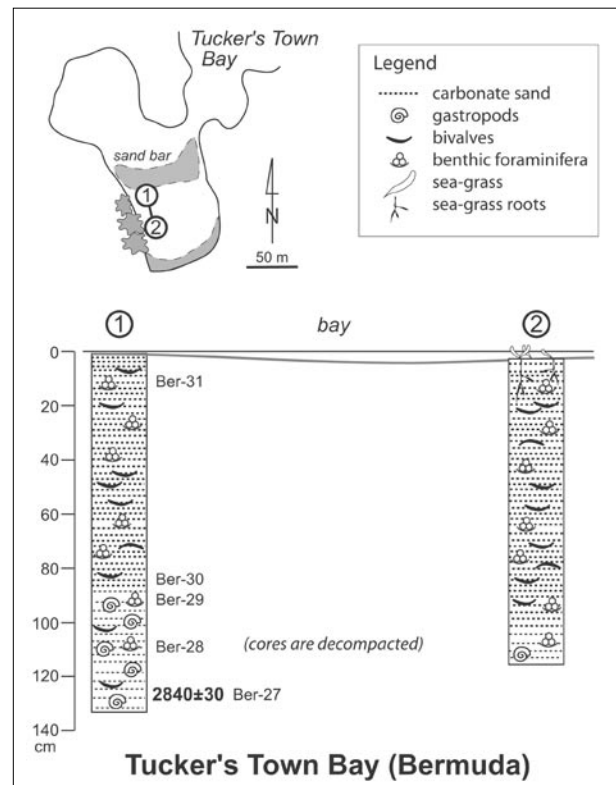 Tucker's Town
Bay
sand bar
1
2
N
50 m
Legend
carbonate sand
gastropods
bivalves
benthic foraminifera
sea-grass
sea-grass roots
1
bay
2
0
20
40
60
80
100
120
140
cm
Ber-31
Ber-30
Ber-29
Ber-28
(cores are decompacted)
2840±30 Ber-27
Tucker's Town Bay (Bermuda)